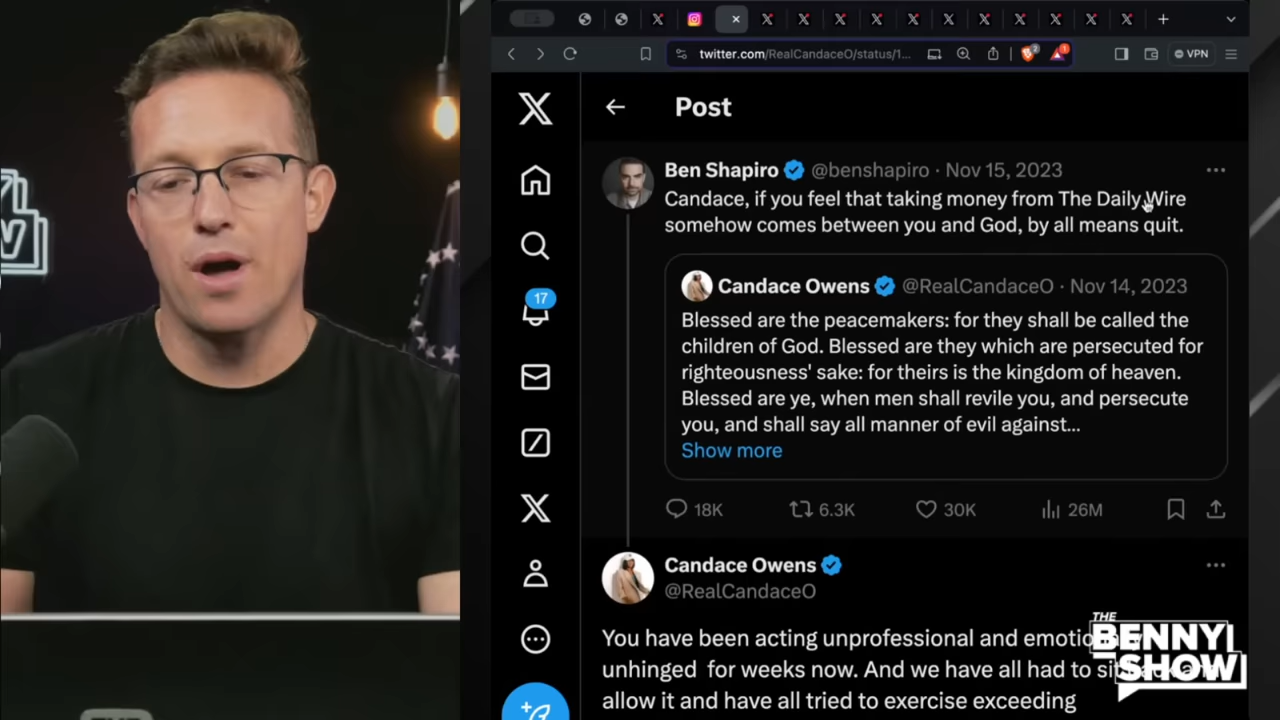 twitter.com/RealCandaceO/status/1...
2
1
VPN
Post
Ben Shapiro @benshapiro · Nov 15, 2023
Candace, if you feel that taking money from The Daily Wire
somehow comes between you and God, by all means quit.
Candace Owens @RealCandaceO · Nov 14, 2023
Blessed are the peacemakers: for they shall be called the
children of God. Blessed are they which are persecuted for
righteousness' sake: for theirs is the kingdom of heaven.
Blessed are ye, when men shall revile you, and persecute
you, and shall say all manner of evil against...
Show more
17
18K 6.3K 30K 26M
Candace Owens
@RealCandaceO
You have been acting unprofessional and
unhinged for weeks now. And we have all had to
allow it and have all tried to exercise exceeding
THE
BENNY
SHOW